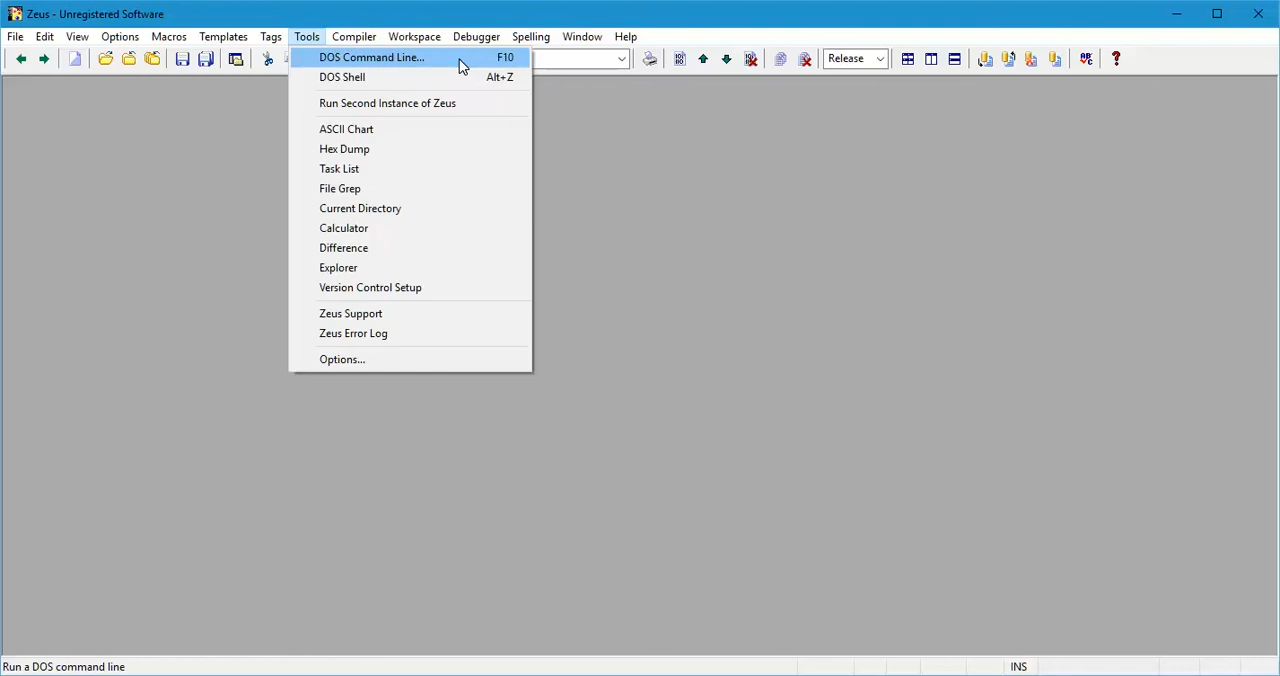 Zeus - Unregistered Software
File Edit View Options Macros Templates Tags Tools Compiler Workspace Debugger Spelling Window Help
Release
DOS Command Line... F10
DOS Shell Alt+Z
Run Second Instance of Zeus
ASCII Chart
Hex Dump
Task List
File Grep
Current Directory
Calculator
Difference
Explorer
Version Control Setup
Zeus Support
Zeus Error Log
Options...
Run a DOS command line INS